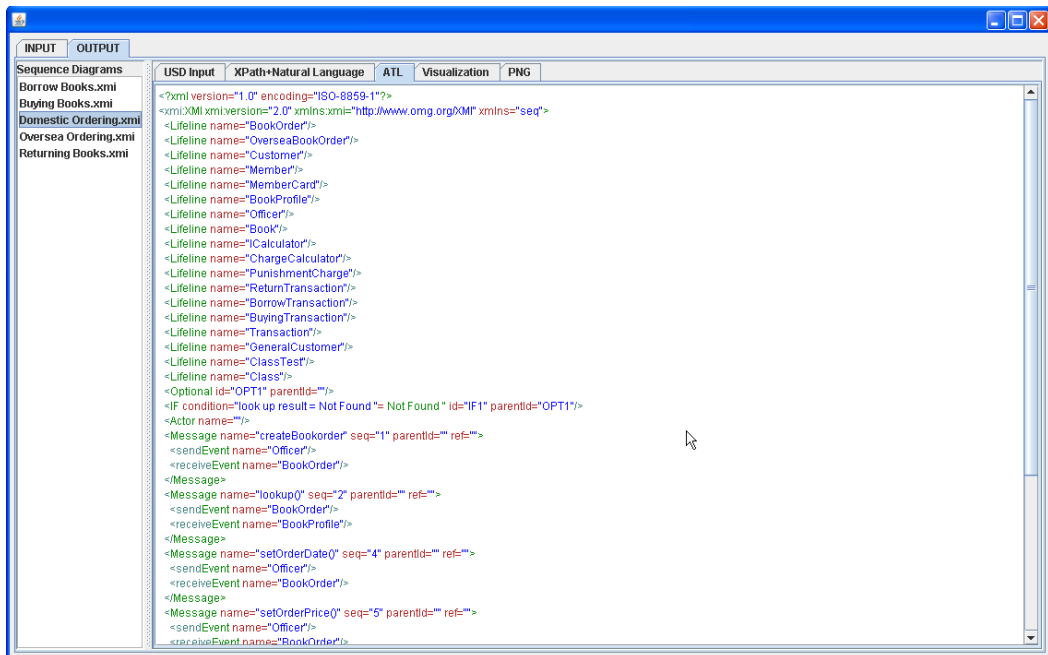 INPUT OUTPUT
Sequence Diagrams
Borrow Books.xmi
Buying Books.xmi
Domestic Ordering.xmi
Oversea Ordering.xmi
Returning Books.xmi
USD Input XPath+Natural Language ATL Visualization PNG
<?xml version="1.0" encoding="ISO-8859-1"?>
<xmi:XMI xmi:version="2.0" xmlns:xmi="http://www.omg.org/XMI" xmlns="seq">
<Lifeline name="BookOrder"/>
<Lifeline name="OverseaBookOrder"/>
<Lifeline name="Customer"/>
<Lifeline name="Member"/>
<Lifeline name="MemberCard"/>
<Lifeline name="BookProfile"/>
<Lifeline name="Officer"/>
<Lifeline name="Book"/>
<Lifeline name="ICalculator"/>
<Lifeline name="ChargeCalculator"/>
<Lifeline name="PunishmentCharge"/>
<Lifeline name="ReturnTransaction"/>
<Lifeline name="BorrowTransaction"/>
<Lifeline name="BuyingTransaction"/>
<Lifeline name="Transaction"/>
<Lifeline name="GeneralCustomer"/>
<Lifeline name="ClassTest"/>
<Lifeline name="Class"/>
<Optional id="OPT1" parentId=""/>
<IF condition="look up result = Not Found "= Not Found " id="IF1" parentId="OPT1"/>
<Actor name=""/>
<Message name="createBookorder" seq="1" parentId="" ref="">
<sendEvent name="Officer"/>
<receiveEvent name="BookOrder"/>
</Message>
<Message name="lookup()" seq="2" parentId="" ref="">
<sendEvent name="BookOrder"/>
<receiveEvent name="BookProfile"/>
</Message>
<Message name="setOrderDate()" seq="4" parentId="" ref="">
<sendEvent name="Officer"/>
<receiveEvent name="BookOrder"/>
</Message>
<Message name="setOrderPrice()" seq="5" parentId="" ref="">
<sendEvent name="Officer"/>
<receiveEvent name="BookOrder"/>